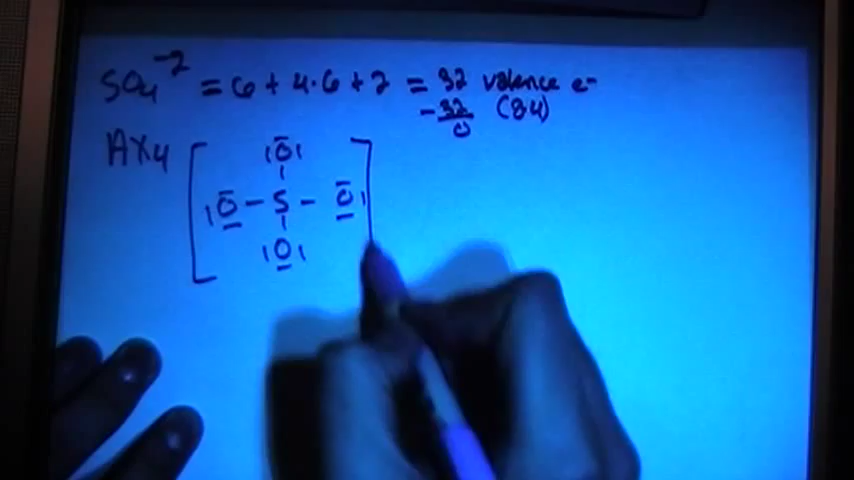 SO₄⁻² = 6 + 4·6 + 2 = 32 valence e-
-32 (8·4)
0
AX₄
|O|
|O - S - O|
|O|